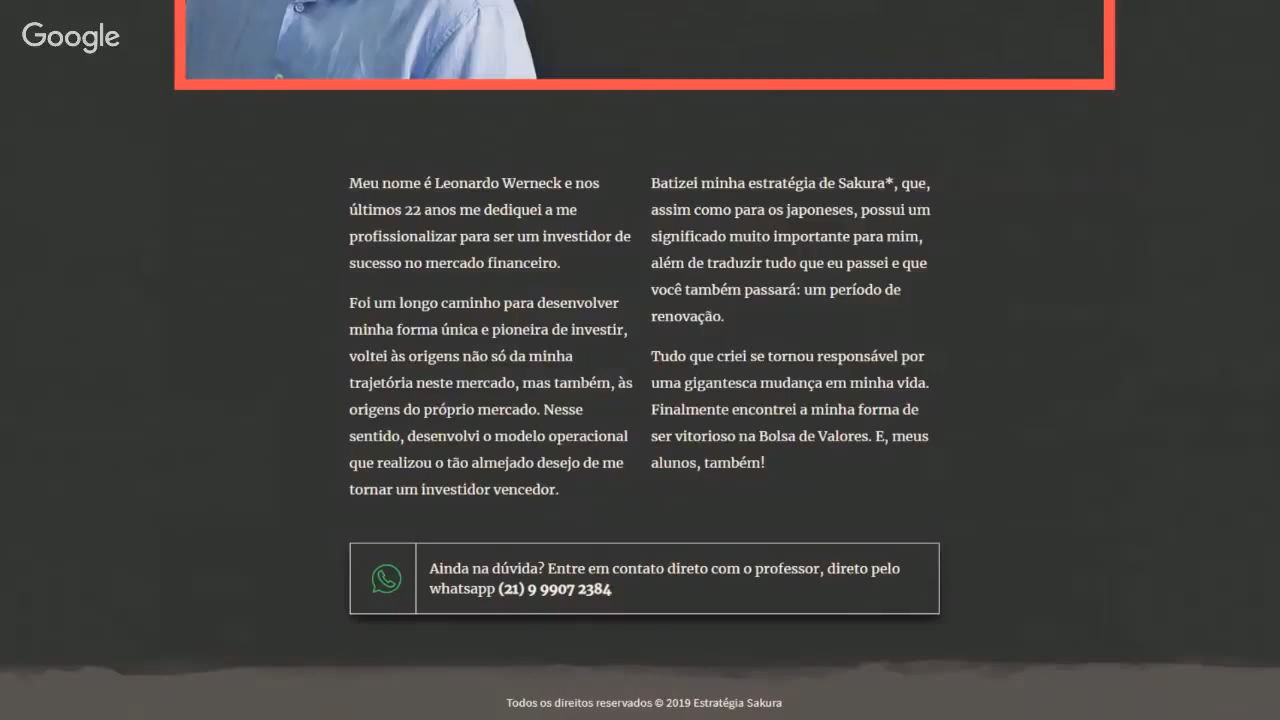 Google
Meu nome é Leonardo Werneck e nos
últimos 22 anos me dediquei a me
profissionalizar para ser um investidor de
sucesso no mercado financeiro.
Foi um longo caminho para desenvolver
minha forma única e pioneira de investir,
voltei às origens não só da minha
trajetória neste mercado, mas também, às
origens do próprio mercado. Nesse
sentido, desenvolvi o modelo operacional
que realizou o tão almejado desejo de me
tornar um investidor vencedor.
Batizei minha estratégia de Sakura*, que,
assim como para os japoneses, possui um
significado muito importante para mim,
além de traduzir tudo que eu passei e que
você também passará: um período de
renovação.
Tudo que criei se tornou responsável por
uma gigantesca mudança em minha vida.
Finalmente encontrei a minha forma de
ser vitorioso na Bolsa de Valores. E, meus
alunos, também!
Ainda na dúvida? Entre em contato direto com o professor, direto pelo
whatsapp (21) 9 9907 2384
Todos os direitos reservados © 2019 Estratégia Sakura